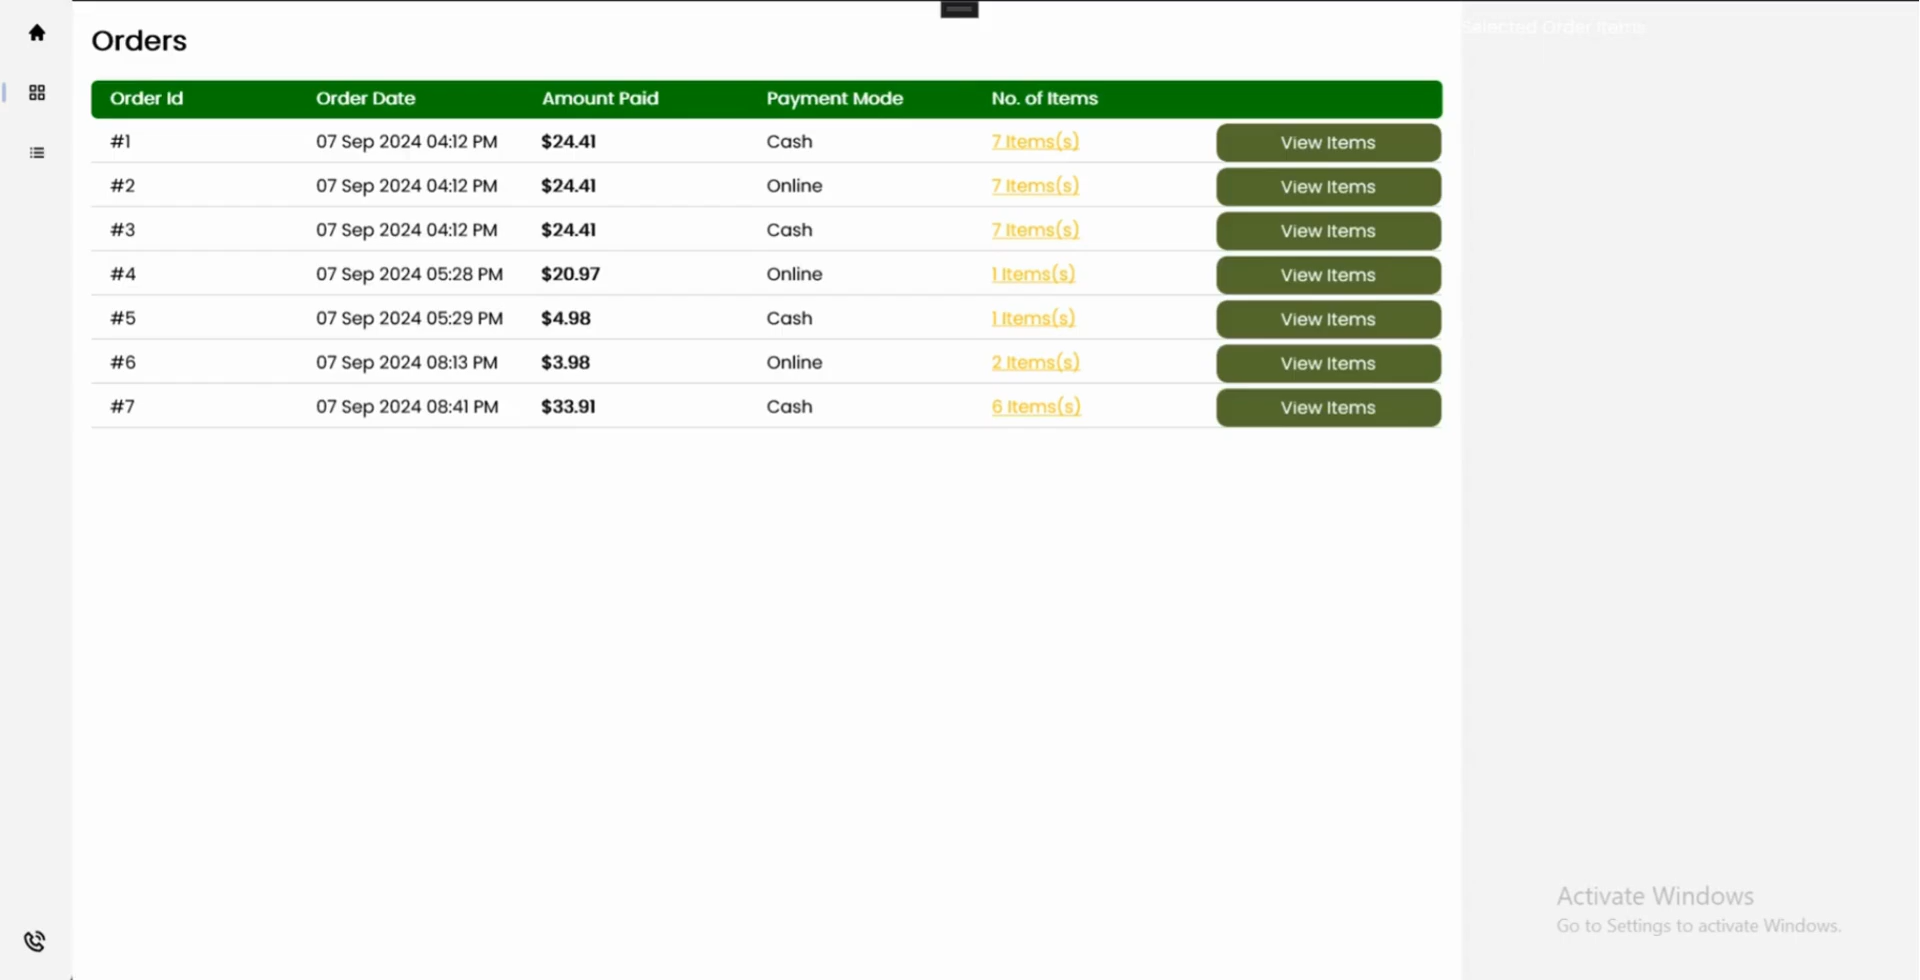 Orders
Selected Order Items
Order Id Order Date Amount Paid Payment Mode No. of Items
#1 07 Sep 2024 04:12 PM $24.41 Cash 7 Items(s) View Items
#2 07 Sep 2024 04:12 PM $24.41 Online 7 Items(s) View Items
#3 07 Sep 2024 04:12 PM $24.41 Cash 7 Items(s) View Items
#4 07 Sep 2024 05:28 PM $20.97 Online 1 Items(s) View Items
#5 07 Sep 2024 05:29 PM $4.98 Cash 1 Items(s) View Items
#6 07 Sep 2024 08:13 PM $3.98 Online 2 Items(s) View Items
#7 07 Sep 2024 08:41 PM $33.91 Cash 6 Items(s) View Items
Activate Windows
Go to Settings to activate Windows.